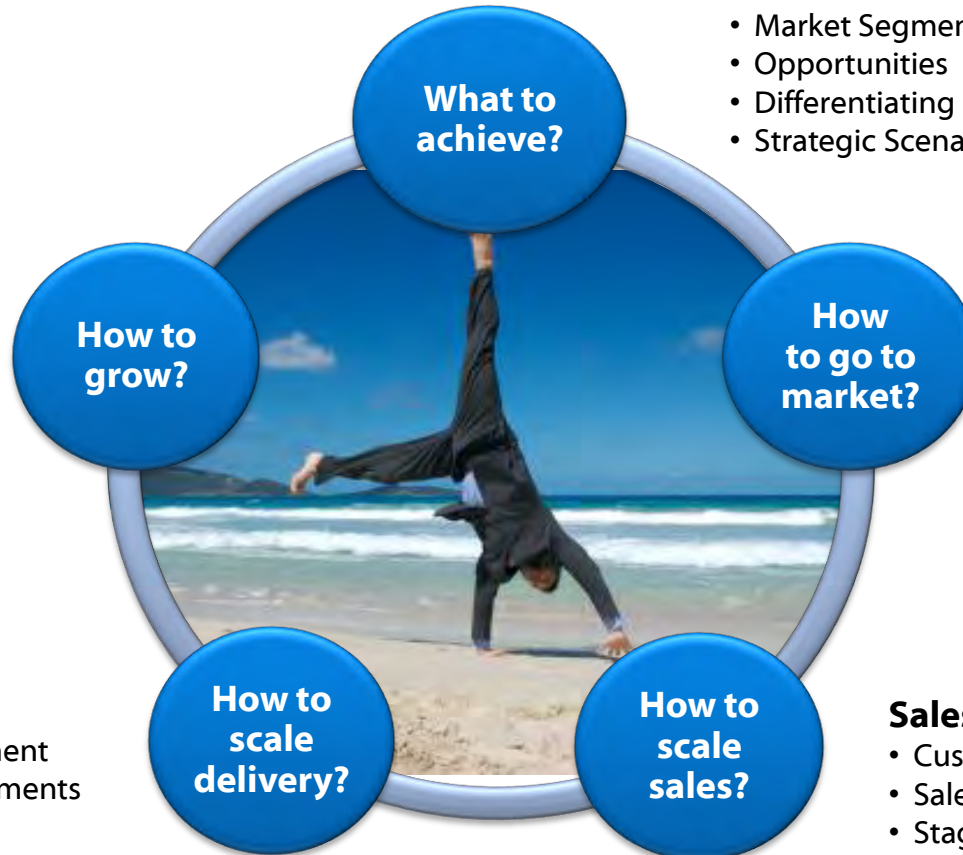 • Market Segmen
• Opportunities
• Differentiating
• Strategic Scena
What to
achieve?
How to
grow?
How
to go to
market?
How to
scale
delivery?
How to
scale
sales?
ment
ments
Sales
• Cus
• Sale
• Stag